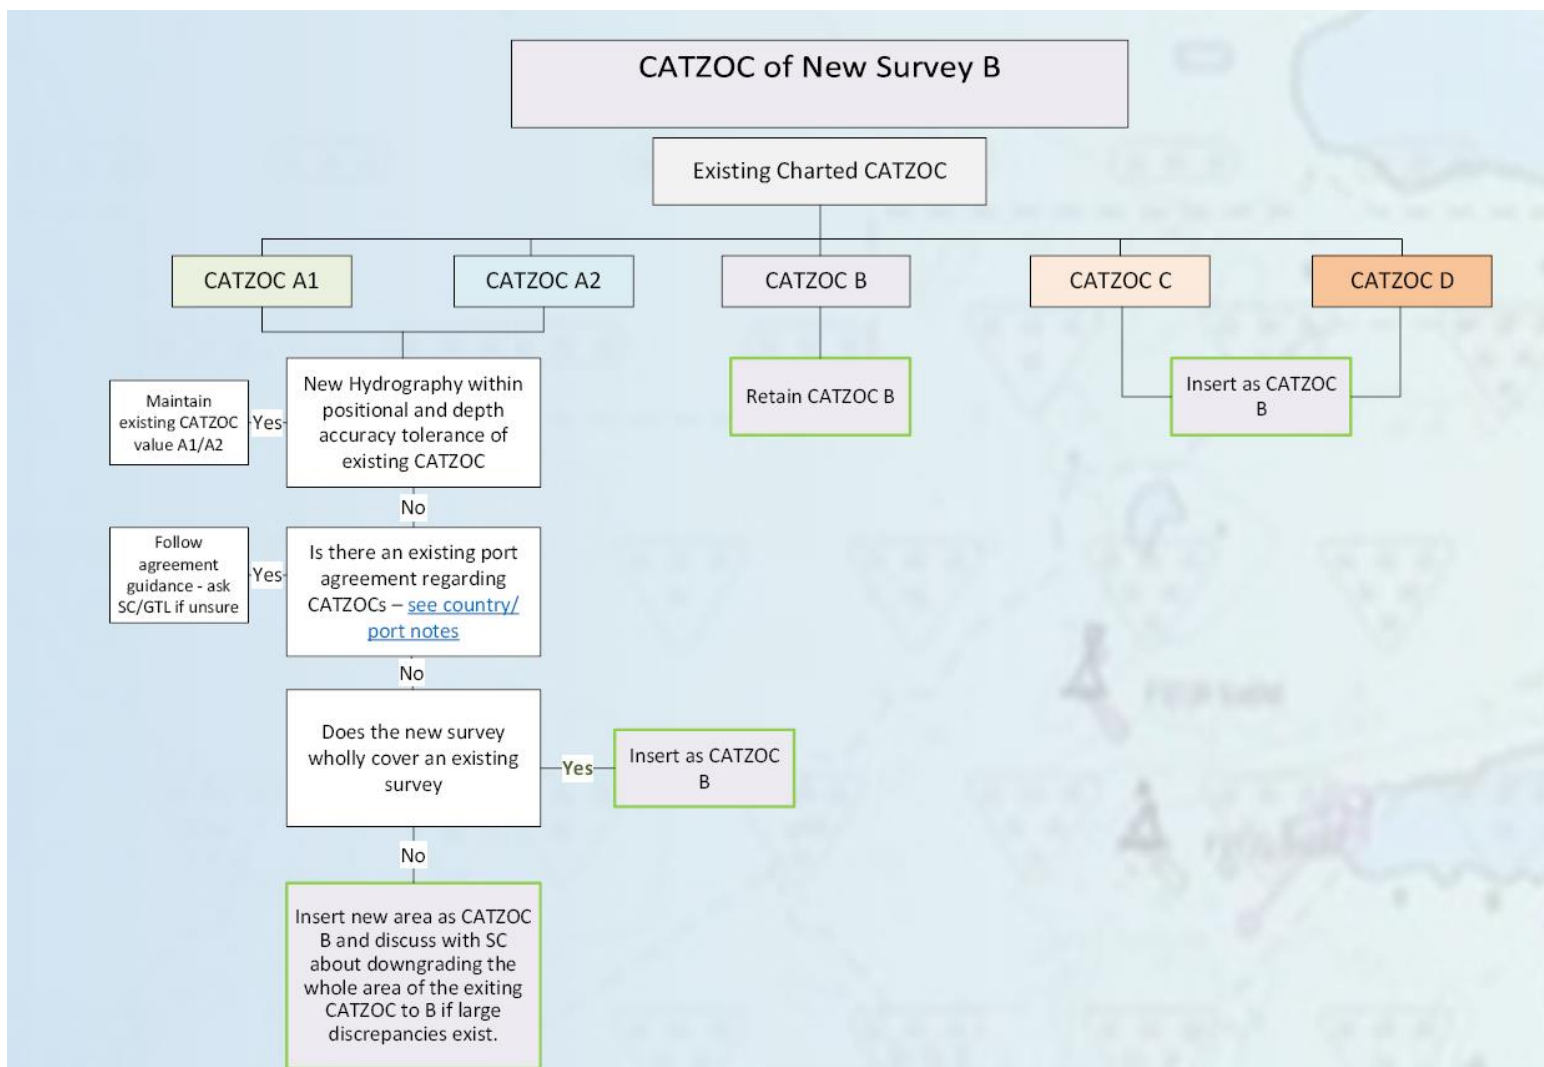 CATZOC of New Survey B
Existing Charted CATZOC
CATZOC A1
CATZOC A2
CATZOC B
CATZOC C
CATZOC D
Maintain
existing CATZOC
value A1/A2
Yes
New Hydrography within
positional and depth
accuracy tolerance of
existing CATZOC
Retain CATZOC B
Insert as CATZOC
B
No
Follow
agreement
guidance - ask
SC/GTL if unsure
Yes
Is there an existing port
agreement regarding
CATZOCs – see country/
port notes
No
Does the new survey
wholly cover an existing
survey
Yes
Insert as CATZOC
B
No
Insert new area as CATZOC
B and discuss with SC
about downgrading the
whole area of the exiting
CATZOC to B if large
discrepancies exist.